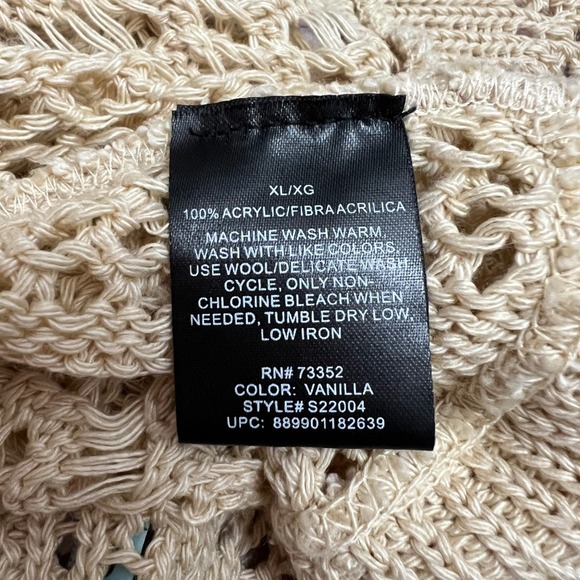 XL/XG
100% ACRYLIC/FIBRA ACRILICA
MACHINE WASH WARM,
WASH WITH LIKE COLORS,
USE WOOL/DELICATE WASH
CYCLE, ONLY NON-
CHLORINE BLEACH WHEN
NEEDED, TUMBLE DRY LOW,
LOW IRON
RN# 73352
COLOR: VANILLA
STYLE# S22004
UPC: 889901182639